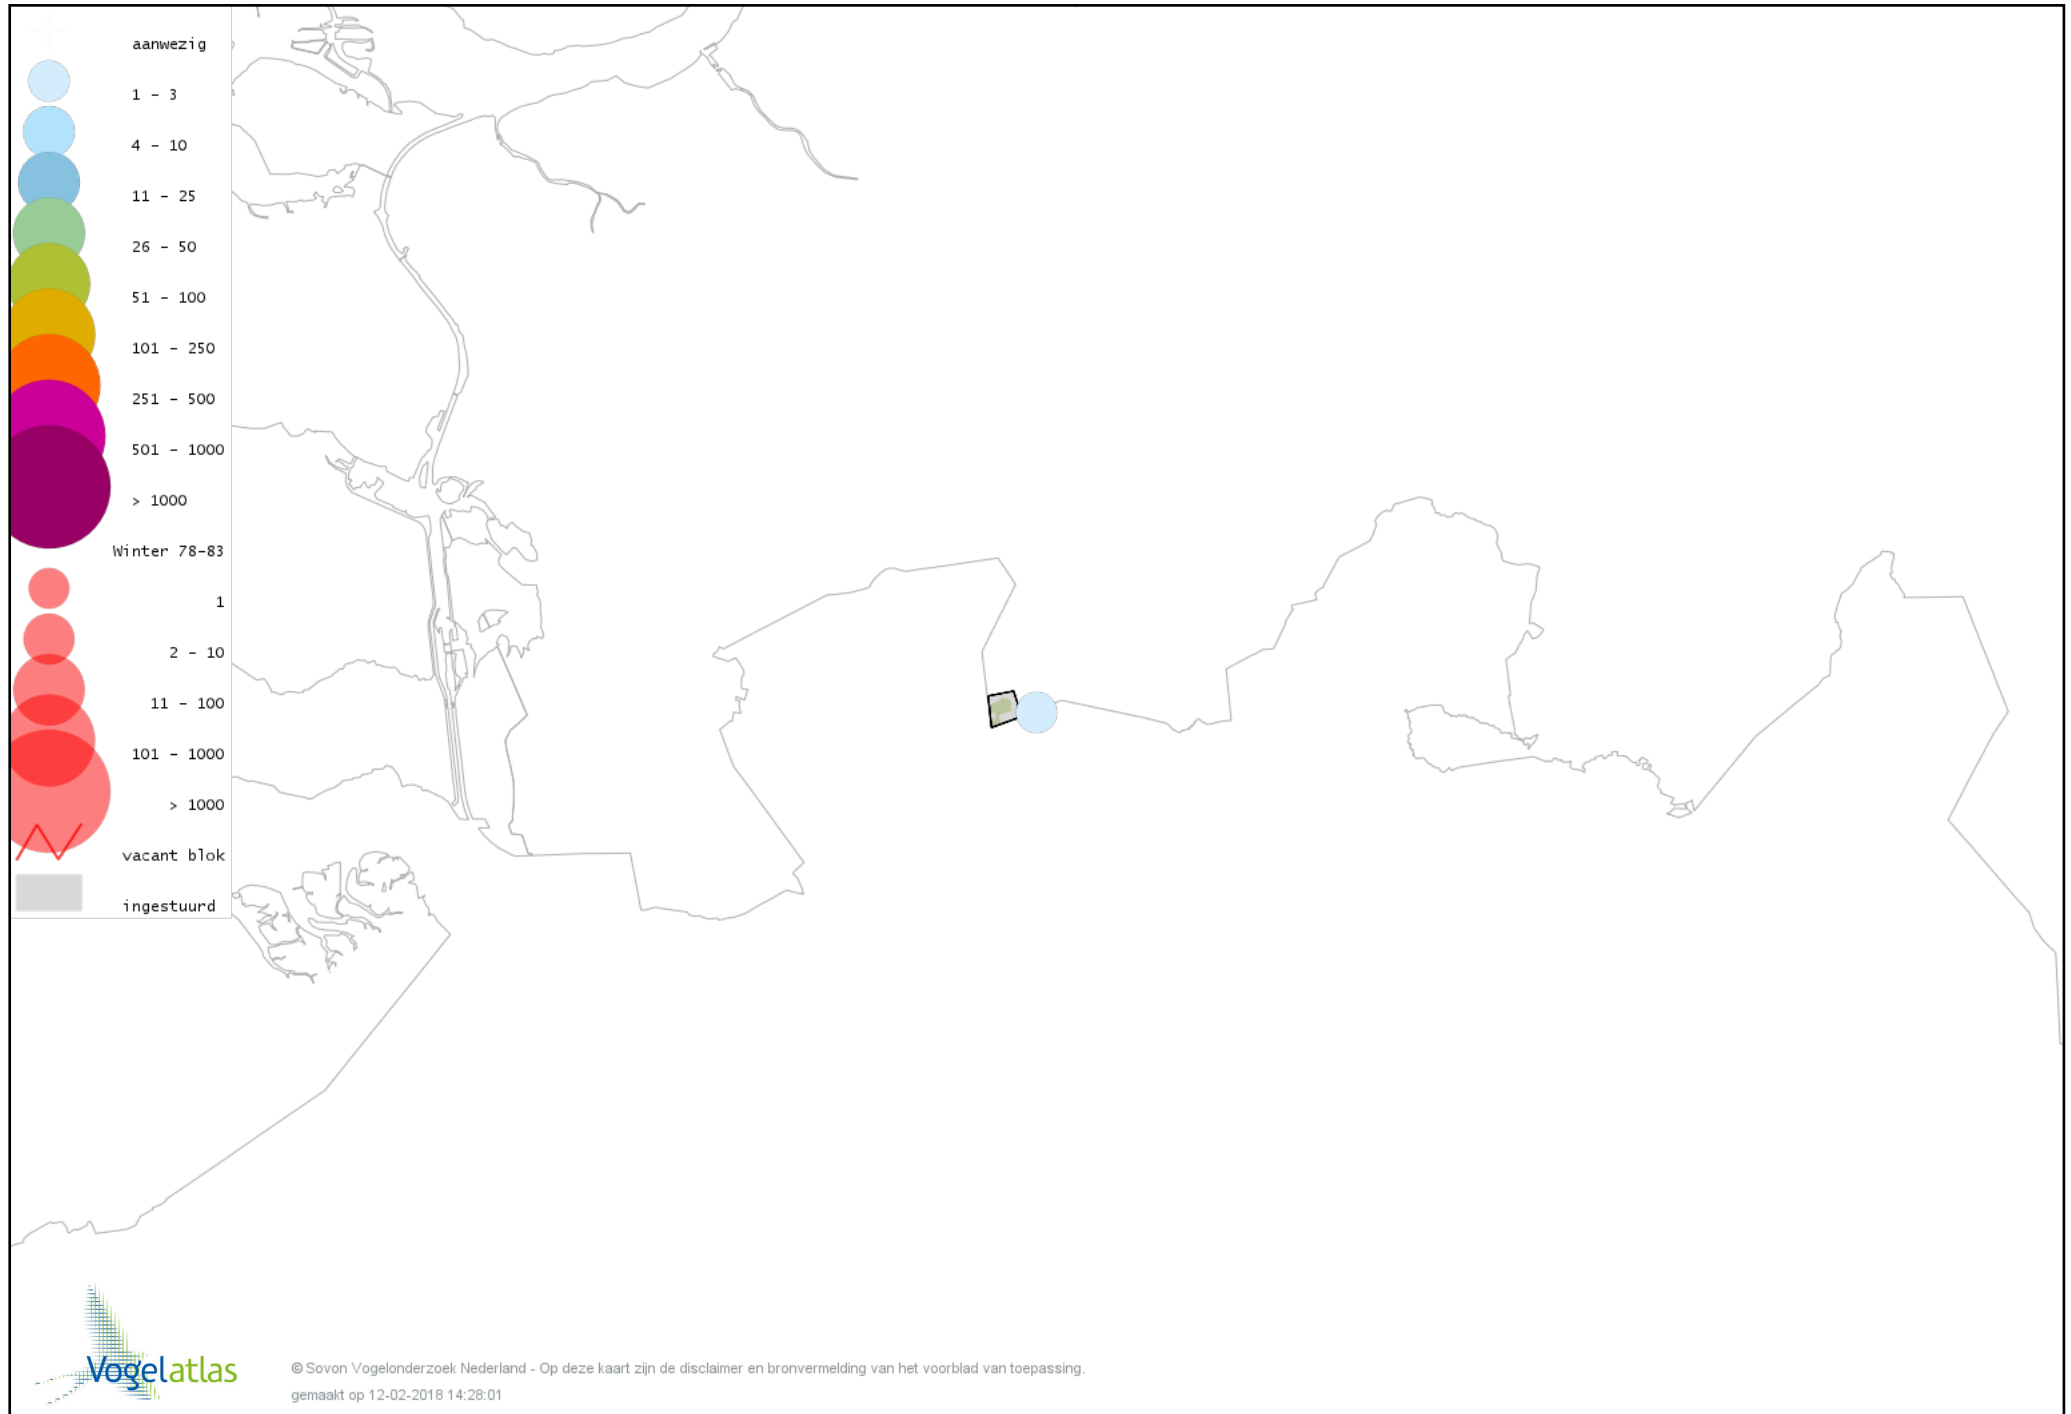 aanwezig
1 - 3
4 - 10
11 - 25
26 - 50
51 - 100
101 - 250
251 - 500
501 - 1000
> 1000
Winter 78-83
1
2 - 10
11 - 100
101 - 1000
> 1000
vacant blok
ingestuurd
Vogelatlas
© Sovon Vogelonderzoek Nederland - Op deze kaart zijn de disclaimer en bronvermelding van het voorblad van toepassing.
gemaakt op 12-02-2018 14:28:01